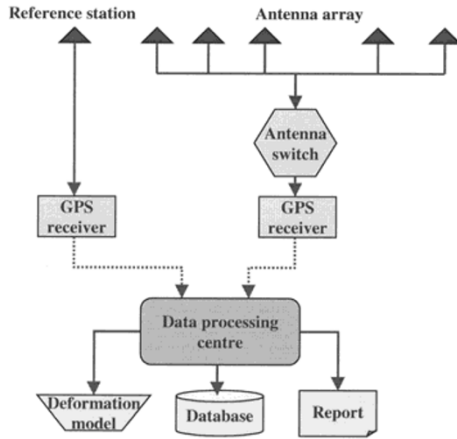 Reference station
Antenna array
Antenna
switch
GPS
receiver
GPS
receiver
Data processing
centre
Deformation
model
Database
Report